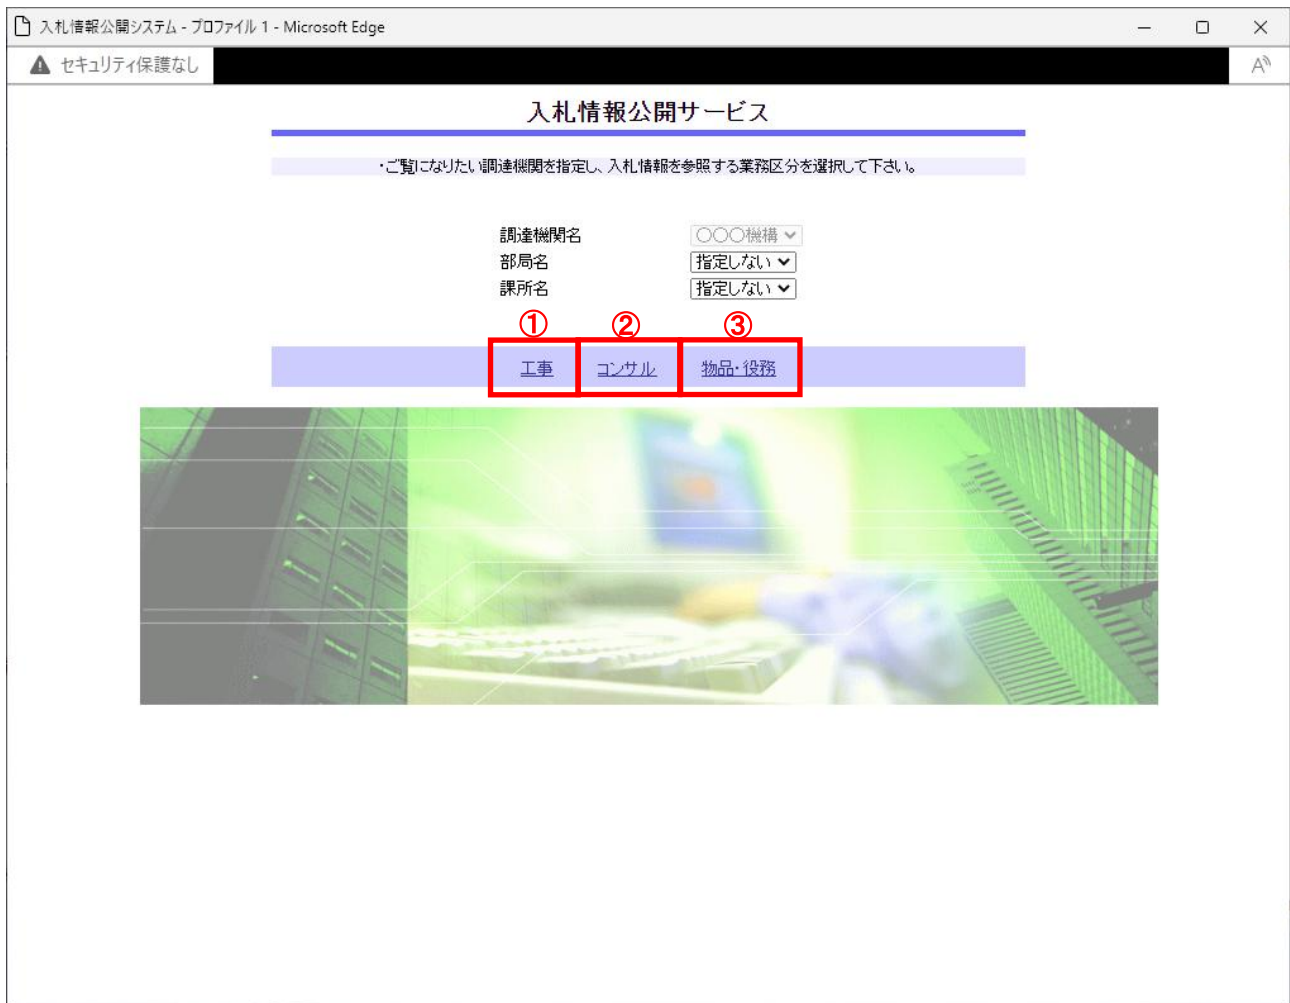 入札情報公開システム - プロファイル 1 - Microsoft Edge
セキュリティ保護なし
入札情報公開サービス
・ご覧になりたい調達機関を指定し、入札情報を参照する業務区分を選択して下さい。
調達機関名 〇〇〇機構
部局名 指定しない
課所名 指定しない
① ② ③
工事 コンサル 物品・役務